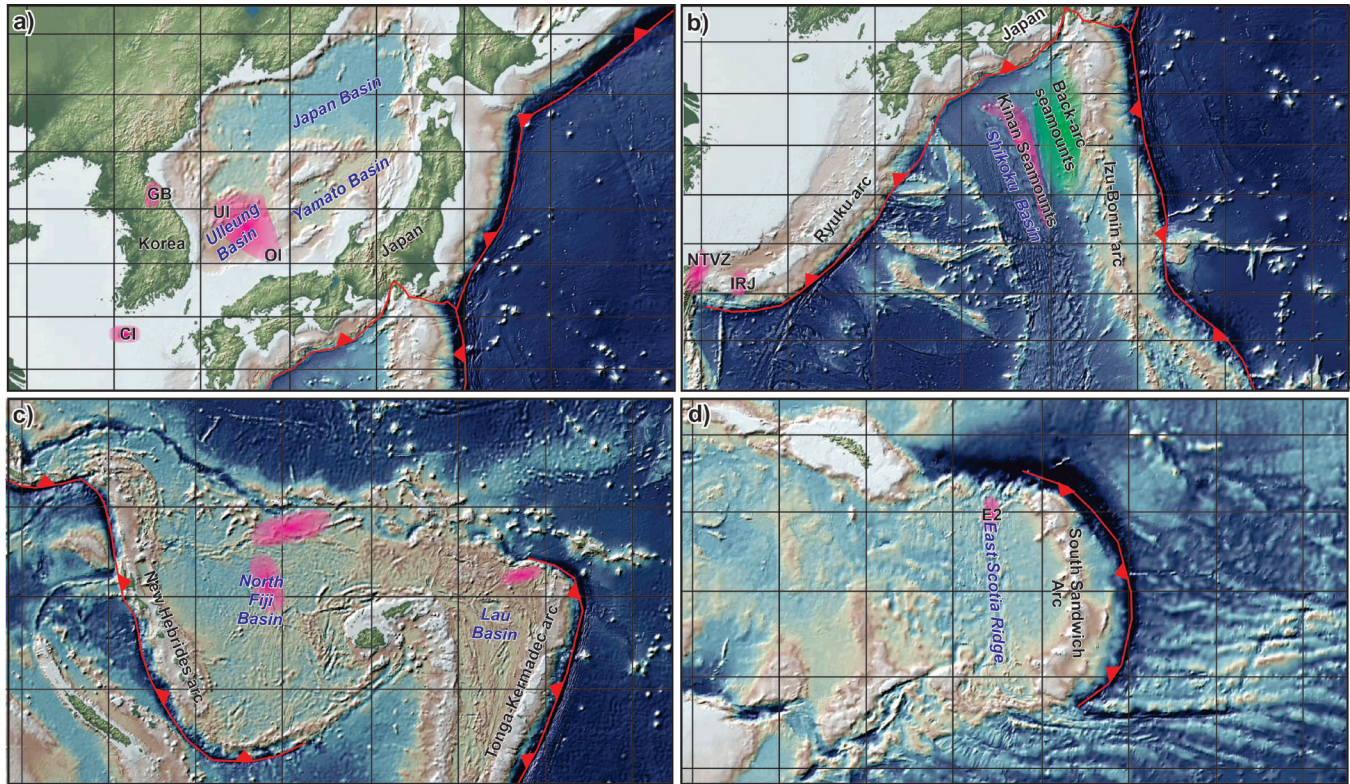 a)
Japan Basin
Yamato Basin
GB
UI
Ulleung
Basin
OI
Korea
Japan
CI
b)
Japan
Back-arc
seamounts
Kinan Seamounts
Shikoku Basin
Izu-Bonin arc
Ryuku arc
NTVZ
IRJ
c)
New Hebrides arc
North
Fiji
Basin
Lau
Basin
Tonga-Kermadec arc
d)
E2
East Scotia Ridge
South Sandwich
Arc